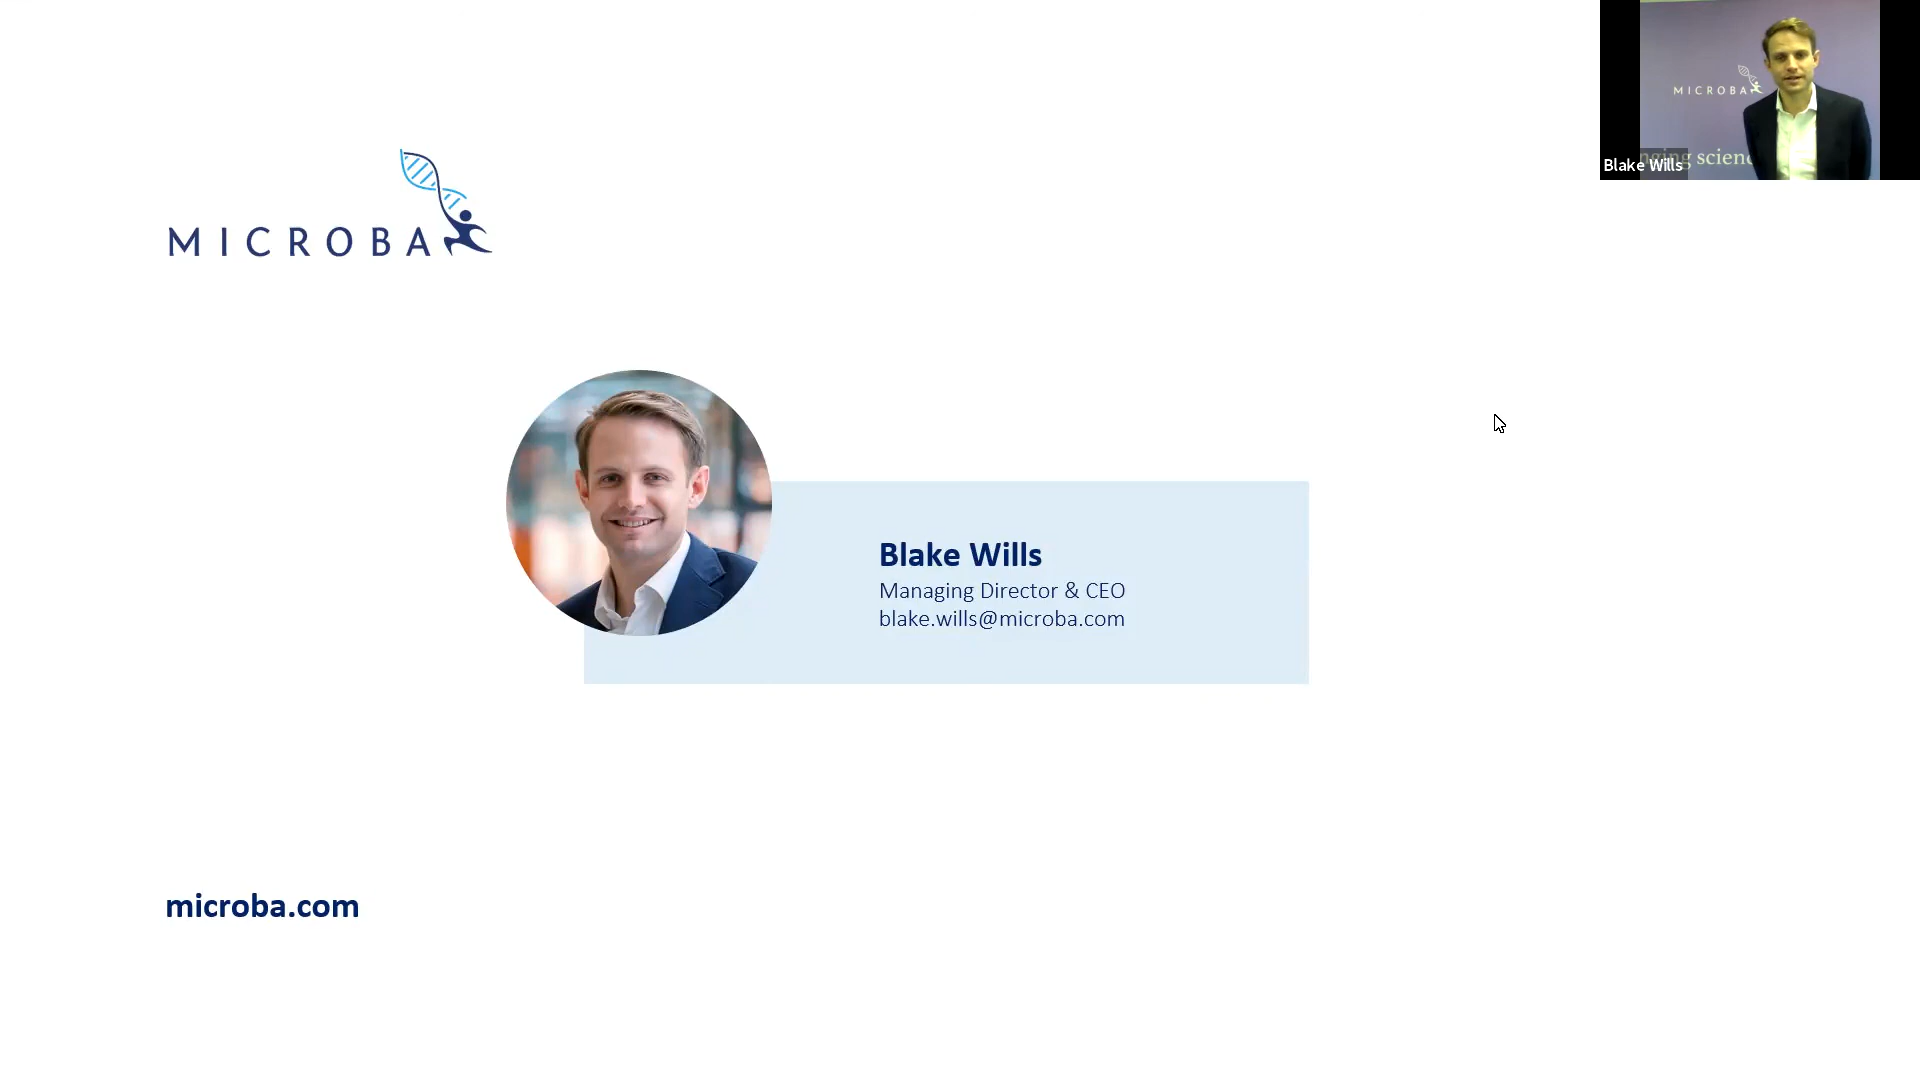 MICROBA
Blake Wills
Managing Director & CEO
blake.wills@microba.com
microba.com
MICROBA
Blake Wills